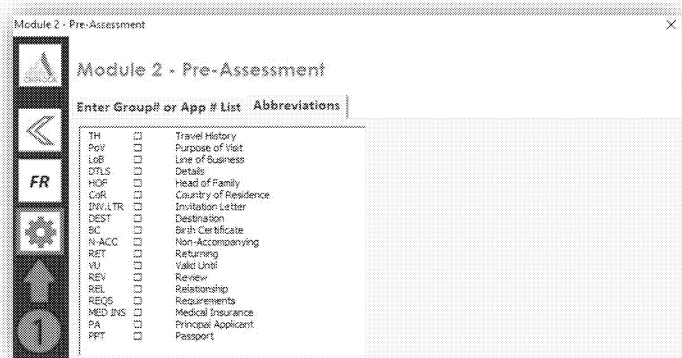 Module 2 - Pre-Assessment
CHINOOK
Module 2 - Pre-Assessment
Enter Group# or App # List Abbreviations
TH Travel History
PoV Purpose of Visit
LoB Line of Business
DTLS Details
HOF Head of Family
CoR Country of Residence
INV.LTR Invitation Letter
DEST Destination
BC Birth Certificate
N-ACC Non-Accompanying
RET Returning
VU Valid Until
REV Review
REL Relationship
REQS Requirements
MED INS Medical Insurance
PA Principal Applicant
PPT Passport
FR
1